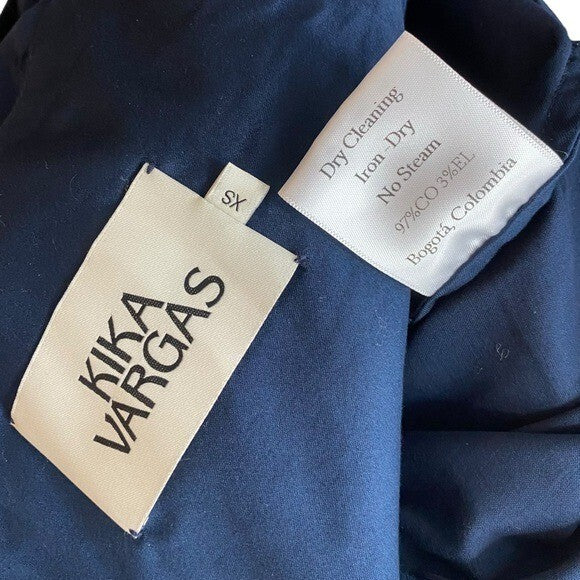 KIKA
VARGAS
XS
Dry Cleaning
Iron - Dry
No Steam
97%CO 3%EL
Bogotá, Colombia